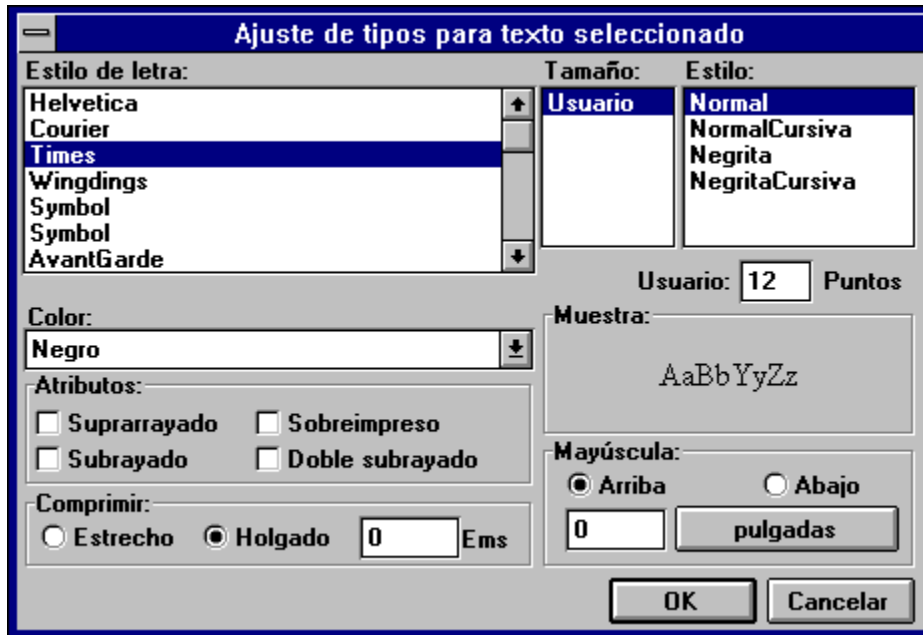 Ajuste de tipos para texto seleccionado
Estilo de letra:
Helvetica
Courier
Times
Wingdings
Symbol
Symbol
AvantGarde
Tamaño:
Usuario
Estilo:
Normal
NormalCursiva
Negrita
NegritaCursiva
Usuario: 12 Puntos
Color:
Negro
Muestra:
AaBbYyZz
Atributos:
Suprarrayado Sobreimpreso
Subrayado Doble subrayado
Mayúscula:
Arriba Abajo
0 pulgadas
Comprimir:
Estrecho Holgado 0 Ems
OK Cancelar